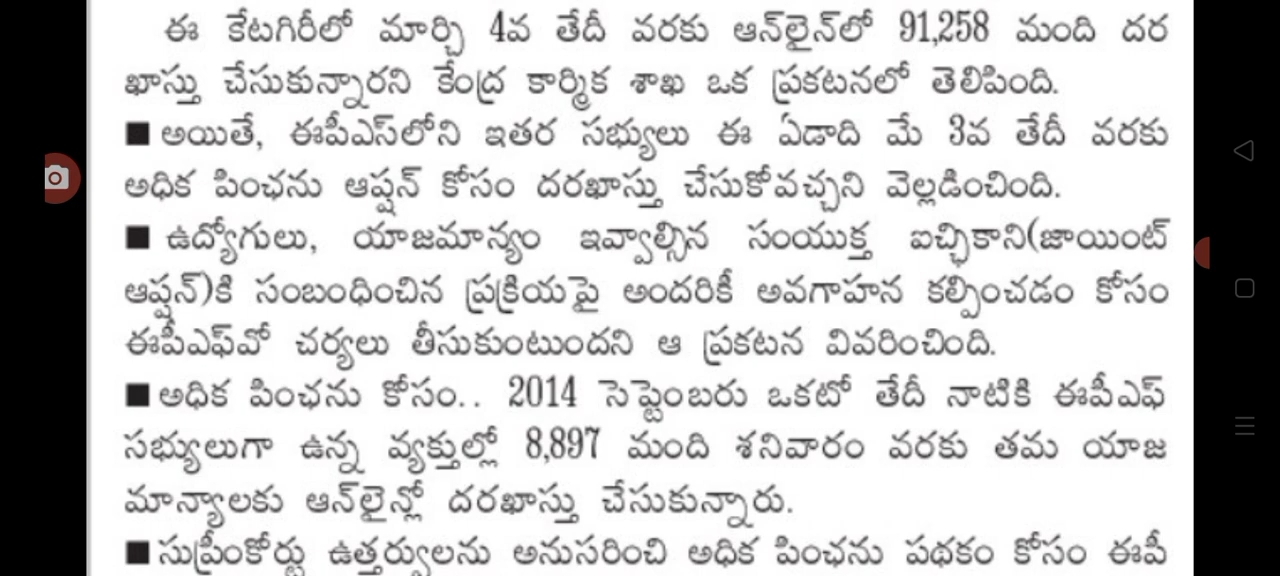 ఈ కేటగిరీలో మార్చి 4వ తేదీ వరకు ఆన్‌లైన్‌లో 91,258 మంది దర
ఖాస్తు చేసుకున్నారని కేంద్ర కార్మిక శాఖ ఒక ప్రకటనలో తెలిపింది.
■ అయితే, ఈపీఎస్‌లోని ఇతర సభ్యులు ఈ ఏడాది మే 3వ తేదీ వరకు
అధిక పింఛను ఆప్షన్ కోసం దరఖాస్తు చేసుకోవచ్చని వెల్లడించింది.
■ ఉద్యోగులు, యాజమాన్యం ఇవ్వాల్సిన సంయుక్త ఐచ్ఛికాని(జాయింట్
ఆప్షన్)కి సంబంధించిన ప్రక్రియపై అందరికీ అవగాహన కల్పించడం కోసం
ఈపీఎఫ్‌వో చర్యలు తీసుకుంటుందని ఆ ప్రకటన వివరించింది.
■ అధిక పింఛను కోసం.. 2014 సెప్టెంబరు ఒకటో తేదీ నాటికి ఈపీఎఫ్
సభ్యులుగా ఉన్న వ్యక్తుల్లో 8,897 మంది శనివారం వరకు తమ యాజ
మాన్యాలకు ఆన్‌లైన్లో దరఖాస్తు చేసుకున్నారు.
■ సుప్రీంకోర్టు ఉత్తర్వులను అనుసరించి అధిక పింఛను పథకం కోసం ఈపీ